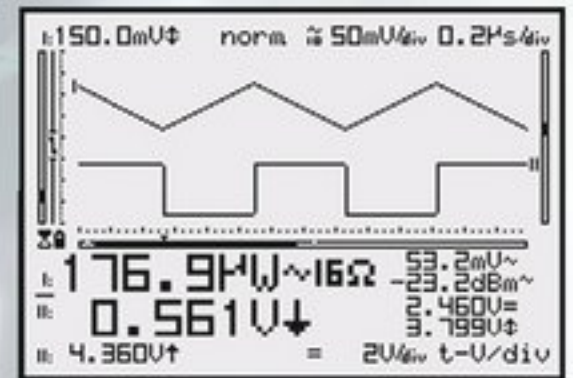 I: 150.0mV⇕ norm ≅ 50mV/div 0.2µs/div
I
II
I: 176.9µW~16Ω 53.2mV~
-23.2dBm~
II: 0.561V↓ 2.460V=
3.799V⇕
II: 4.360V↑ = 2V/div t-V/div